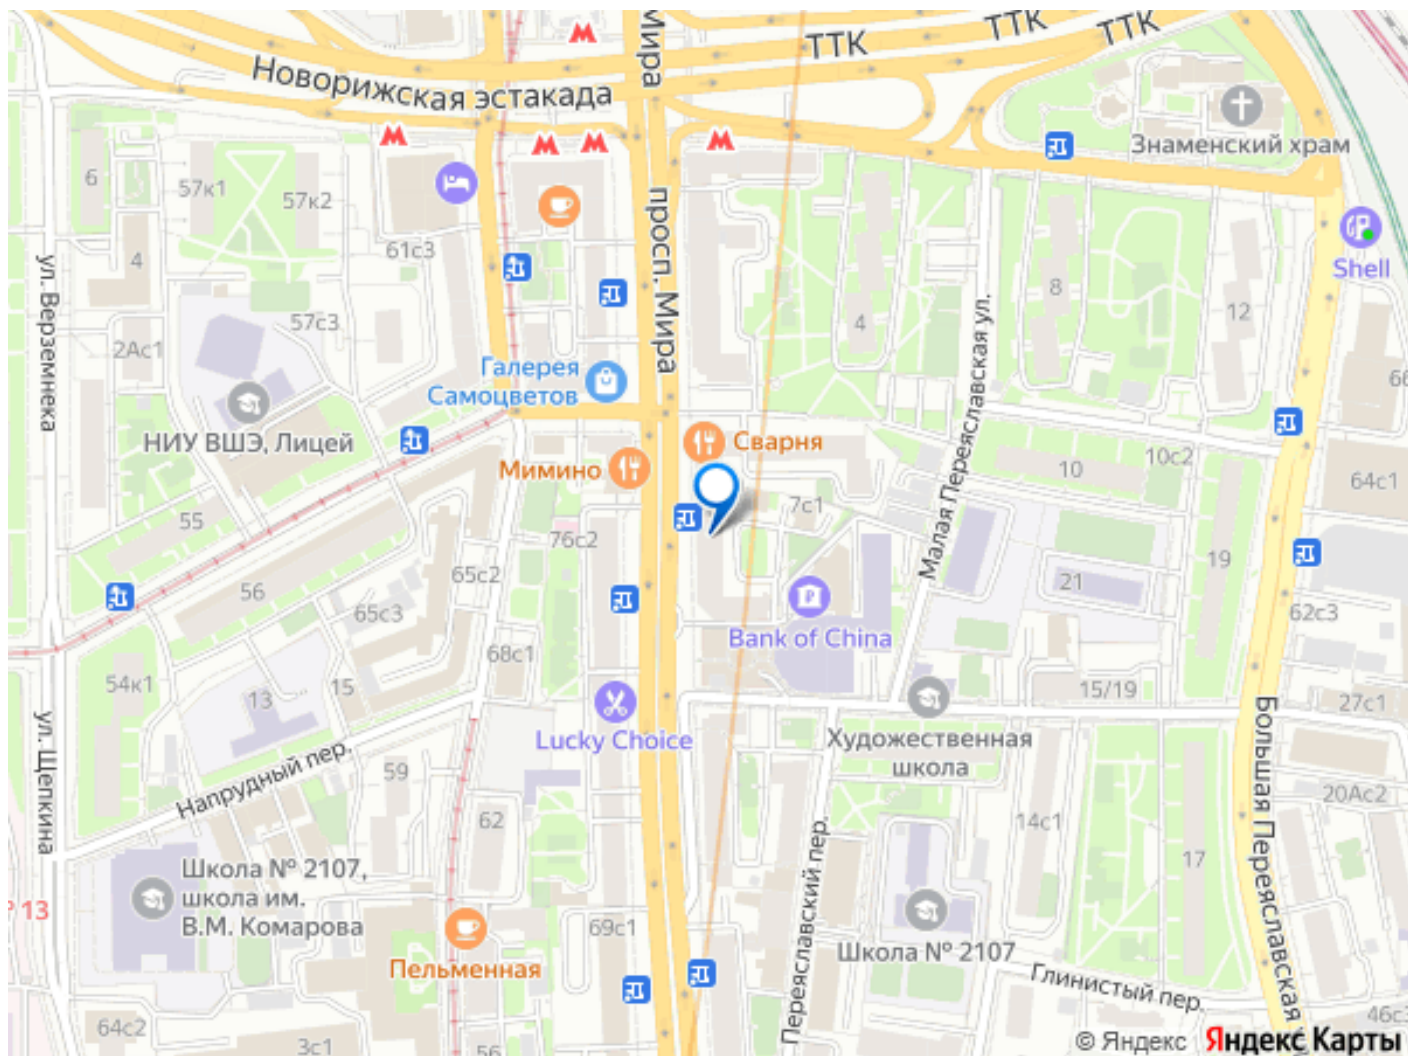 Мира
ТТК
ТТК
ТТК
Новорижская эстакада
Знаменский храм
6
57к1
57к2
61с3
4
просп. Мира
Shell
ул. Верземнека
57с3
2Ас1
4
8
12
Галерея
Самоцветов
66
НИУ ВШЭ, Лицей
Мимино
Сварня
Малая Переяславская ул.
10
10с2
64с1
55
76с2
7с1
19
56
65с2
65с3
21
62с3
Bank of China
68с1
54к1
13
15
15/19
27с1
ул. Щепкина
Напрудный пер.
Lucky Choice
Художественная
школа
Большая Переяславская
59
62
20Ас2
14с1
17
Школа № 2107,
школа им.
В.М. Комарова
Р 13
Переяславский пер.
69с1
Школа № 2107
Пельменная
Глинистый пер.
64с2
3с1
56
46с3
© Яндекс Яндекс Карты